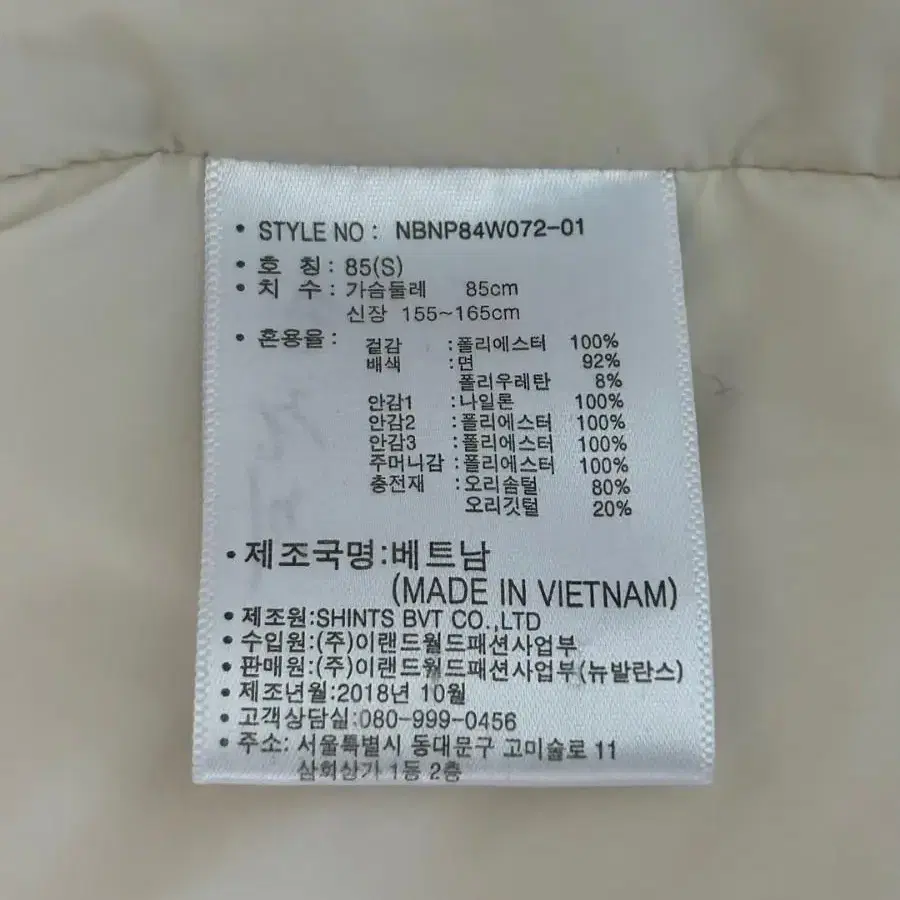 • STYLE NO : NBNP84W072-01
• 호 칭 : 85(S)
• 치 수 : 가슴둘레 85cm
신장 155~165cm
• 혼용율 : 겉감 : 폴리에스터 100%
배색 : 면 92%
폴리우레탄 8%
안감1 : 나일론 100%
안감2 : 폴리에스터 100%
안감3 : 폴리에스터 100%
주머니감 : 폴리에스터 100%
충전재 : 오리솜털 80%
오리깃털 20%
• 제조국명:베트남
(MADE IN VIETNAM)
• 제조원:SHINTS BVT CO.,LTD
• 수입원:(주)이랜드월드패션사업부
• 판매원:(주)이랜드월드패션사업부(뉴발란스)
• 제조년월:2018년 10월
• 고객상담실:080-999-0456
• 주소: 서울특별시 동대문구 고미술로 11
삼희상가 1동 2층